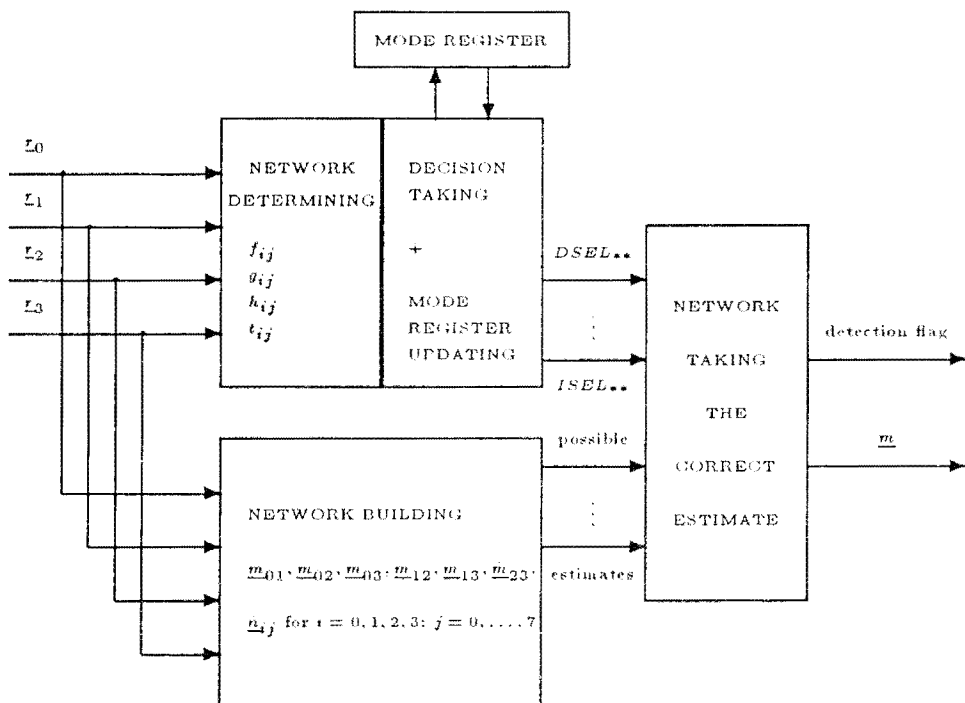 MODE REGISTER
r0
r1
r2
r3
NETWORK
DETERMINING
fij
gij
hij
tij
DECISION
TAKING
+
MODE
REGISTER
UPDATING
DSEL**
⋮
ISEL**
possible
⋮
estimates
NETWORK BUILDING
m01, m02, m03, m12, m13, m23,
nij for i = 0, 1, 2, 3; j = 0, . . . , 7
NETWORK
TAKING
THE
CORRECT
ESTIMATE
detection flag
m